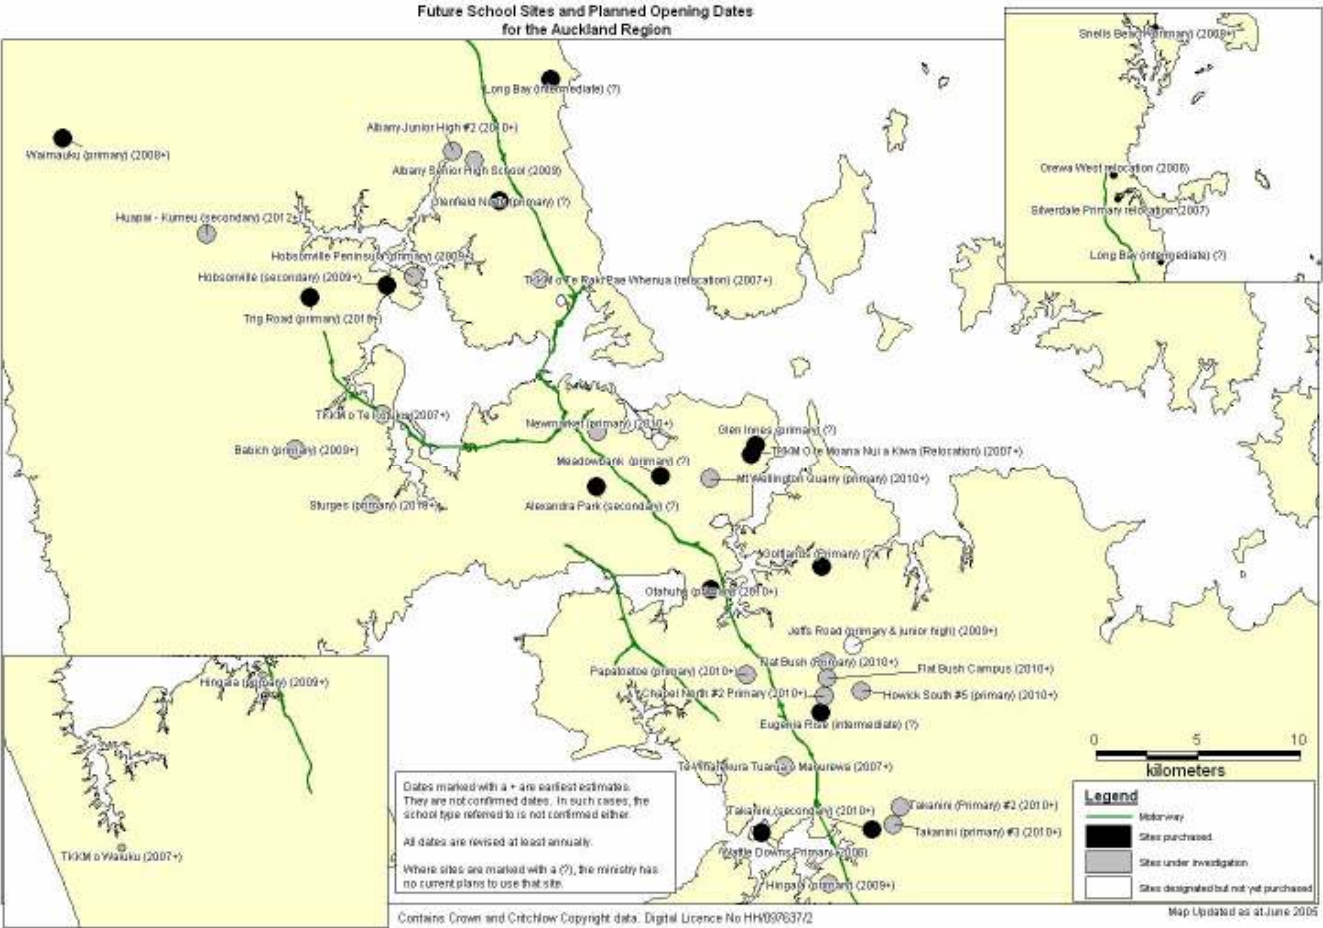 Future School Sites and Planned Opening Dates
for the Auckland Region
Snells Beach (primary) (2008+)
Orewa West relocation (2006)
Silverdale Primary relocation (2007)
Long Bay (intermediate) (?)
Long Bay (intermediate) (?)
Albany Junior High #2 (2010+)
Waimauku (primary) (2008+)
Albany Senior High School (2009)
Glenfield North (primary) (?)
Huapai - Kumeu (secondary) (2012+)
Hobsonville Peninsula (primary) (2009+)
Hobsonville (secondary) (2009+)
TKKM o Te Raki Pae Whenua (relocation) (2007+)
Trig Road (primary) (2018+)
TKKM o Te (2007+)
Newmarket (primary) (2010+)
Glen Innes (primary) (?)
Babich (primary) (2009+)
TKKM O te Moana Nui a Kiwa (Relocation) (2007+)
Meadowbank (primary) (?)
Mt Wellington Quarry (primary) (2010+)
Sturges (primary) (2018+)
Alexandra Park (secondary) (?)
Golflands (Primary) (?)
Otahuhu (primary) (2010+)
Jeffs Road (primary & junior high) (2009+)
Flat Bush (Primary) (2010+)
Papatoetoe (primary) (2010+)
Flat Bush Campus (2010+)
Chapel North #2 Primary (2010+)
Howick South #5 (primary) (2010+)
Eugenia Rise (intermediate) (?)
Hingaia (primary) (2009+)
Te Wharekura Tuaroa o Manurewa (2007+)
Takanini (secondary) (2010+)
Takanini (Primary) #2 (2010+)
Takanini (primary) #3 (2010+)
Wattle Downs Primary (2006)
Hingaia (primary) (2009+)
TKKM o Waiuku (2007+)
Dates marked with a + are earliest estimates.
They are not confirmed dates. In such cases, the
school type referred to is not confirmed either.
All dates are revised at least annually.
Where sites are marked with a (?), the ministry has
no current plans to use that site.
0 5 10
kilometers
Legend
Motorway
Sites purchased
Sites under investigation
Sites designated but not yet purchased
Contains Crown and Critchlow Copyright data. Digital Licence No HH/097637/2
Map Updated as at June 2005